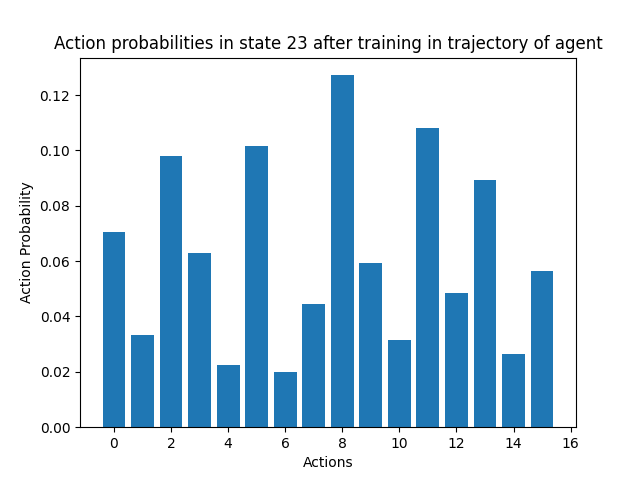 Action probabilities in state 23 after training in trajectory of agent
0.12
0.10
0.08
0.06
0.04
0.02
0.00
Action Probability
0 2 4 6 8 10 12 14 16
Actions